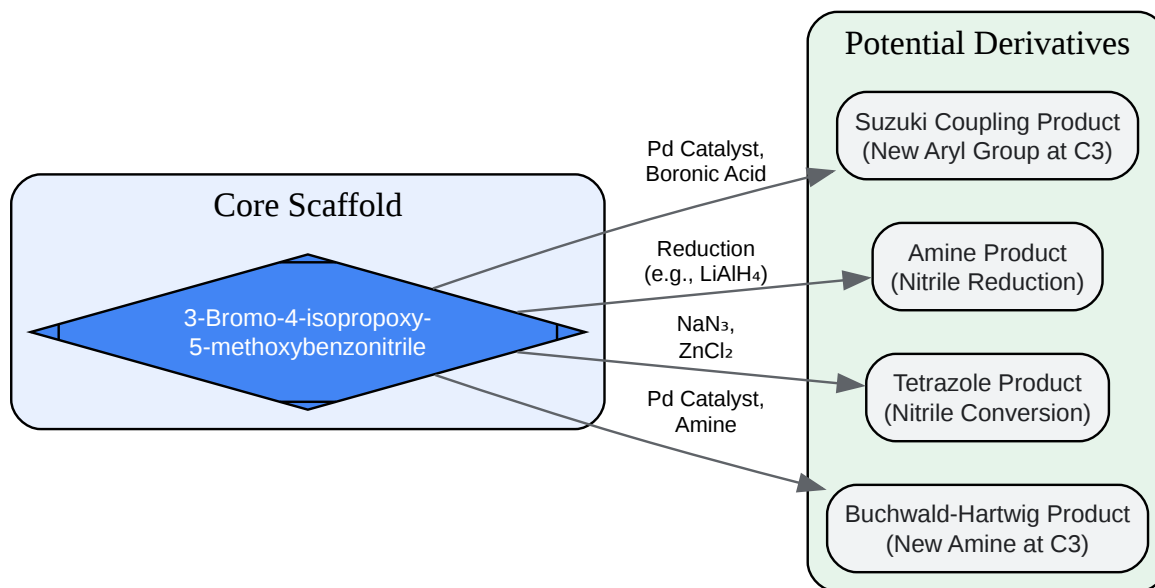 Potential Derivatives
Suzuki Coupling Product
(New Aryl Group at C3)
Pd Catalyst,
Boronic Acid
Core Scaffold
Reduction
(e.g., LiAlH₄)
Amine Product
(Nitrile Reduction)
3-Bromo-4-isopropoxy-
5-methoxybenzonitrile
NaN₃,
ZnCl₂
Tetrazole Product
(Nitrile Conversion)
Pd Catalyst,
Amine
Buchwald-Hartwig Product
(New Amine at C3)